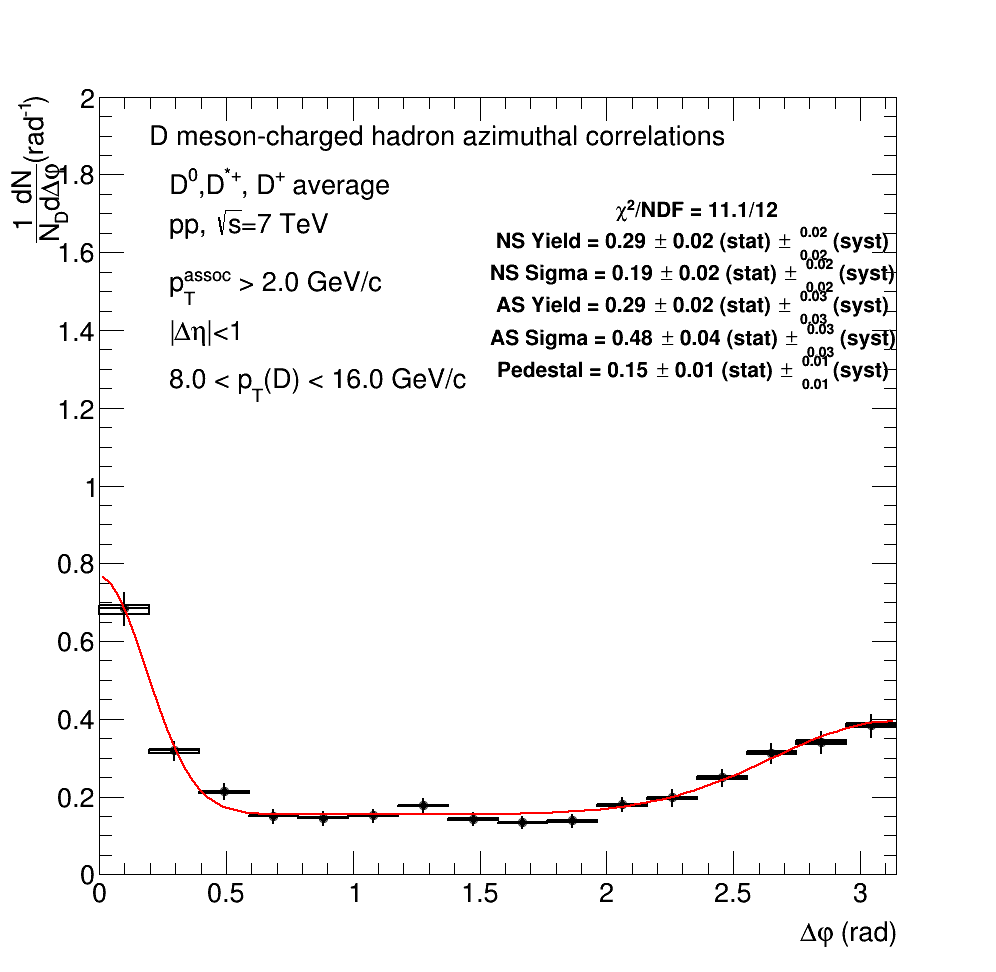 D meson-charged hadron azimuthal correlations
D⁰,D*⁺, D⁺ average
pp, √s=7 TeV
p_T^assoc > 2.0 GeV/c
|Δη|<1
8.0 < p_T(D) < 16.0 GeV/c
χ²/NDF = 11.1/12
NS Yield = 0.29 ± 0.02 (stat) ± 0.02 0.02 (syst)
NS Sigma = 0.19 ± 0.02 (stat) ± 0.02 0.02 (syst)
AS Yield = 0.29 ± 0.02 (stat) ± 0.03 0.03 (syst)
AS Sigma = 0.48 ± 0.04 (stat) ± 0.03 0.03 (syst)
Pedestal = 0.15 ± 0.01 (stat) ± 0.01 0.01 (syst)
1/N_D dN/dΔφ (rad⁻¹)
2
1.8
1.6
1.4
1.2
1
0.8
0.6
0.4
0.2
0
0 0.5 1 1.5 2 2.5 3
Δφ (rad)